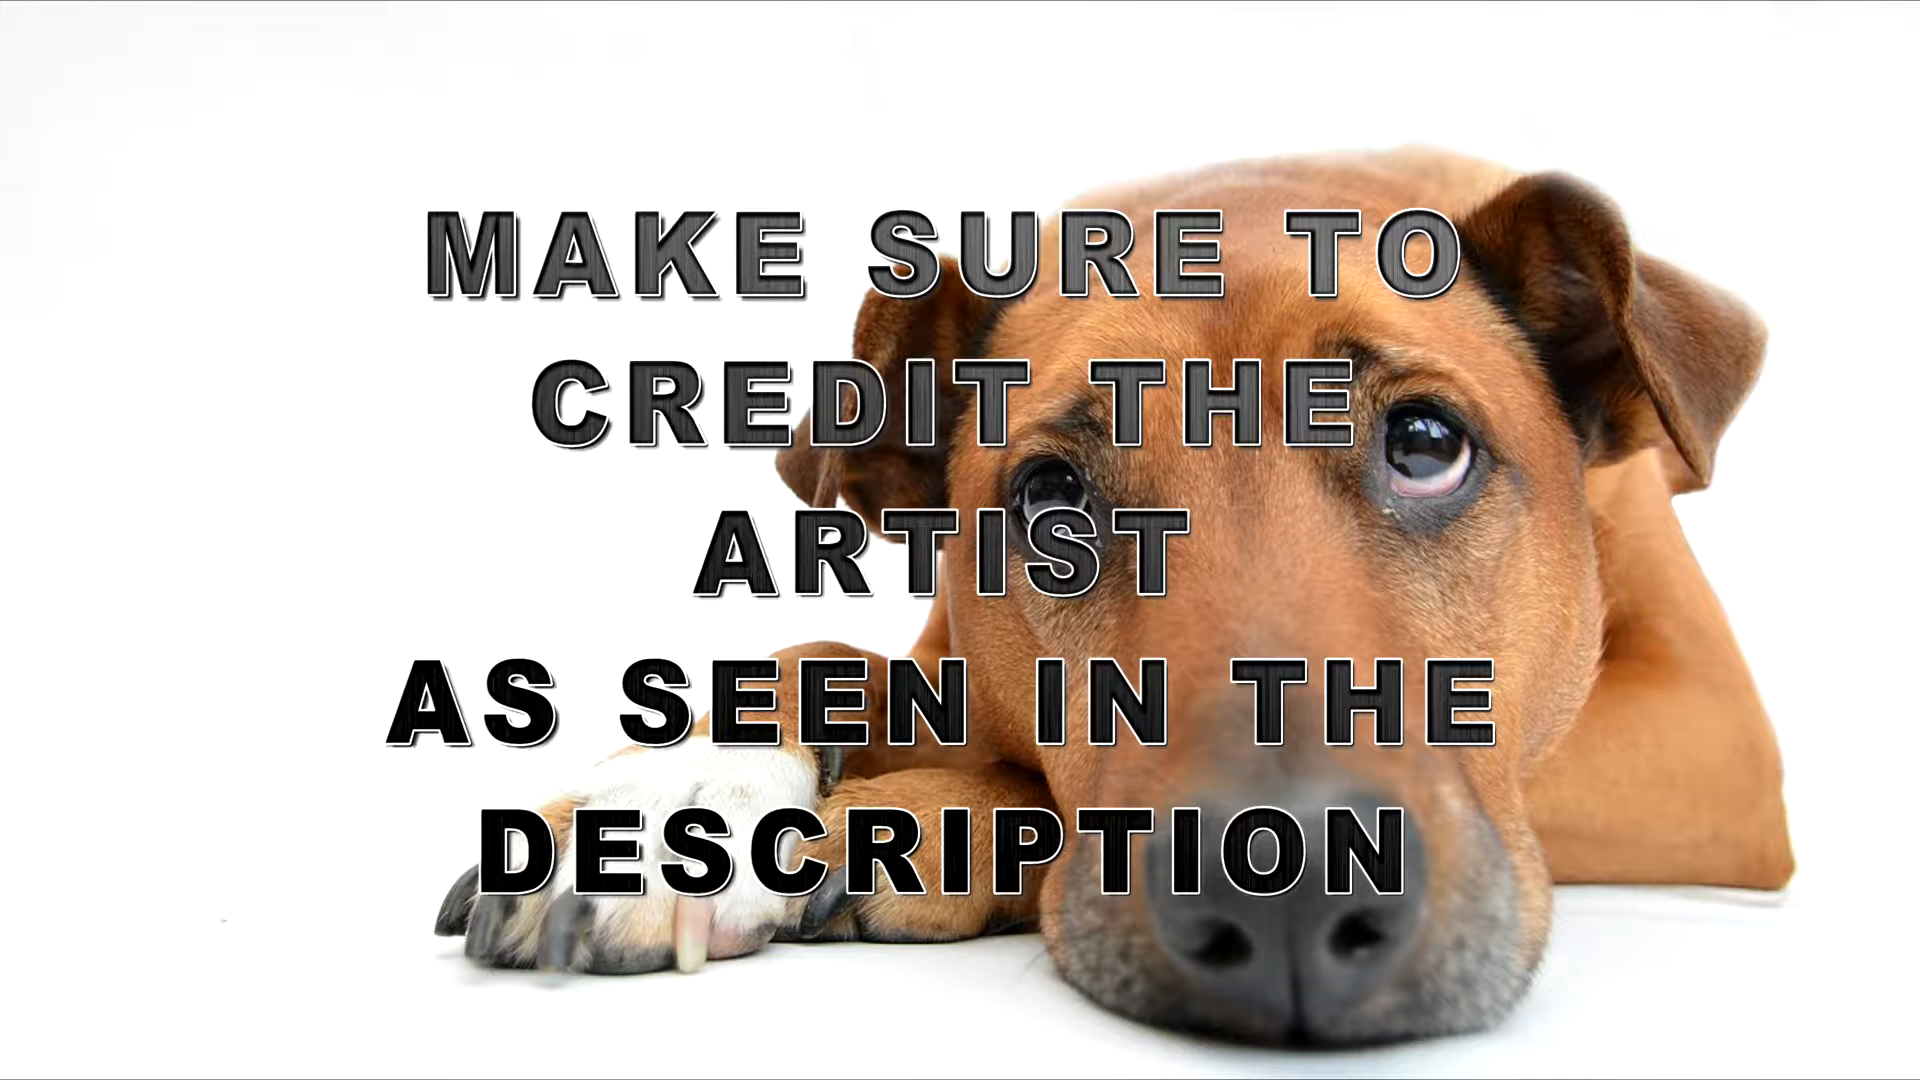 MAKE SURE TO
CREDIT THE
ARTIST
AS SEEN IN THE
DESCRIPTION